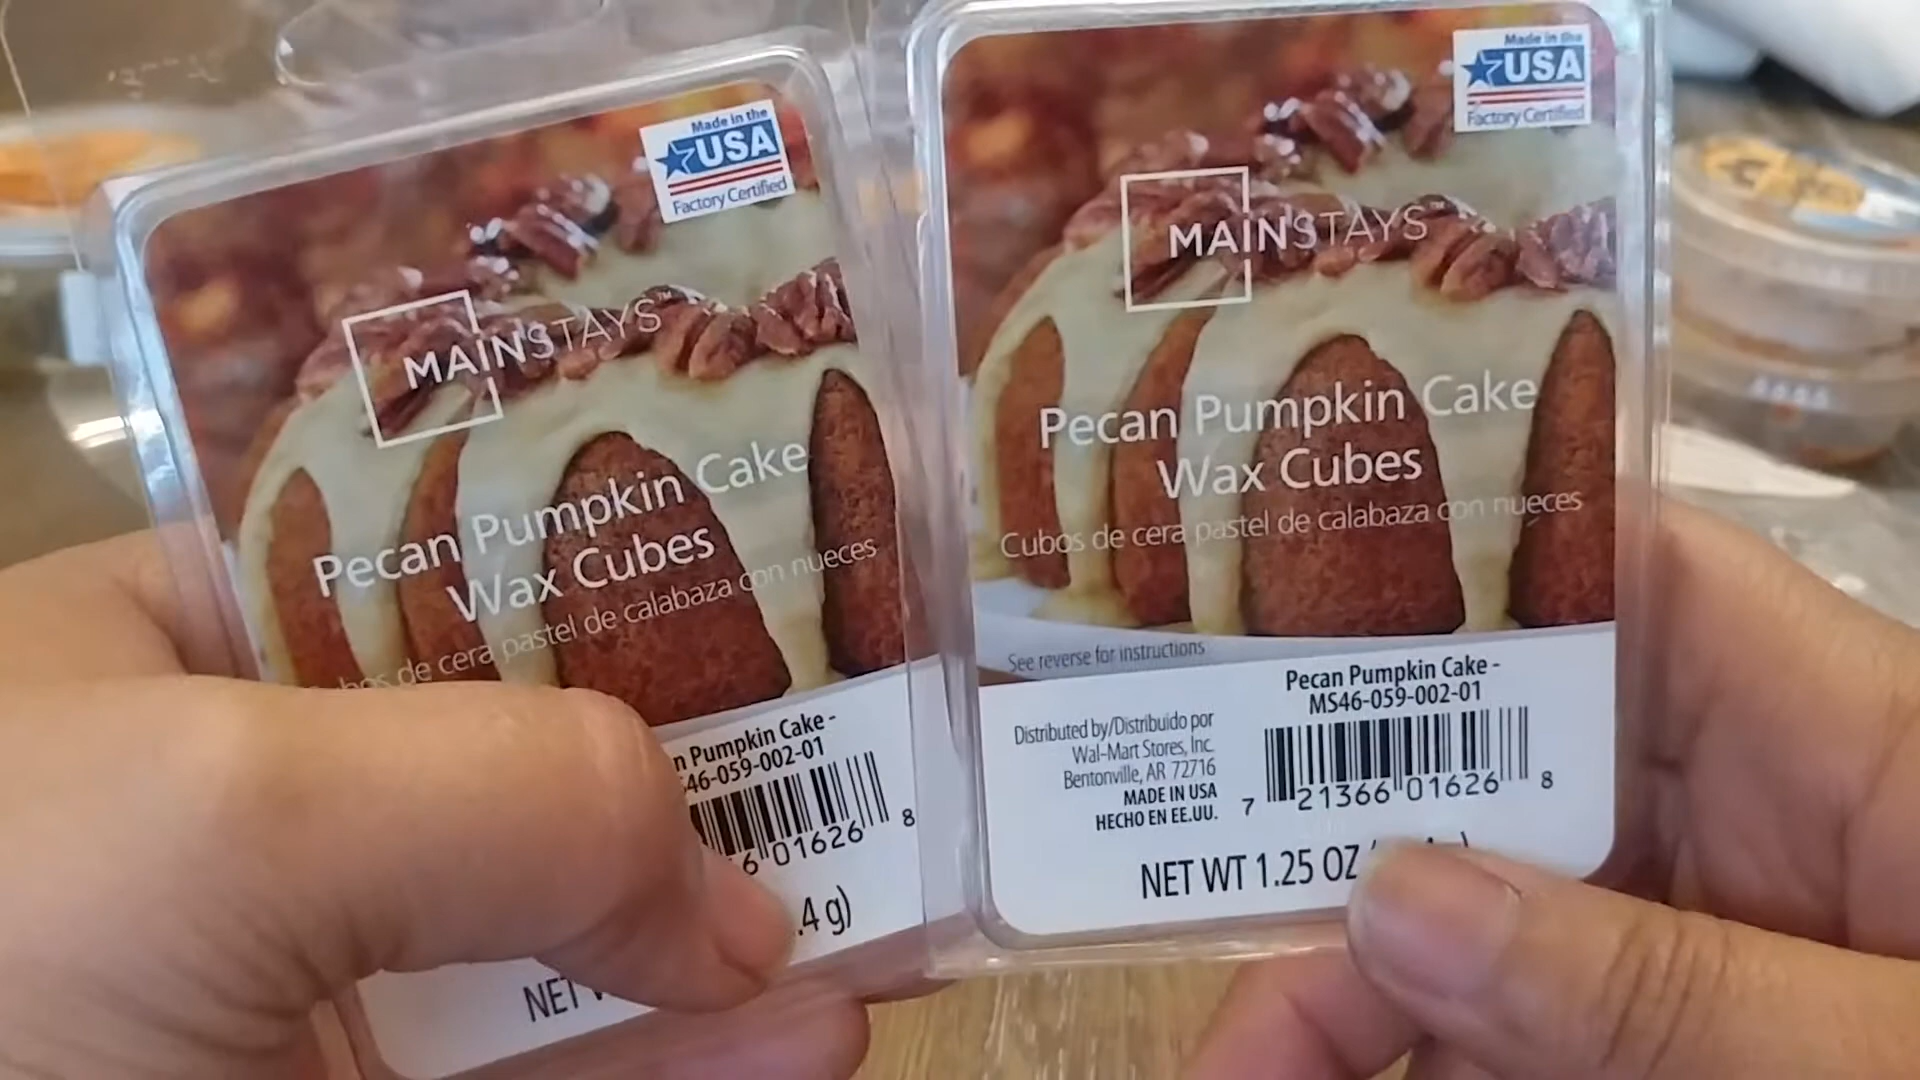 Made in the
USA
Factory Certified
MAINSTAYS™
Pecan Pumpkin Cake
Wax Cubes
de cera pastel de calabaza con nueces
Pumpkin Cake -
46-059-002-01
6 01626 8
.4 g)
NET
Made in the
USA
Factory Certified
MAINSTAYS™
Pecan Pumpkin Cake
Wax Cubes
Cubos de cera pastel de calabaza con nueces
See reverse for instructions
Pecan Pumpkin Cake -
MS46-059-002-01
Distributed by/Distribuido por
Wal-Mart Stores, Inc.
Bentonville, AR 72716
MADE IN USA
HECHO EN EE.UU.
7 21366 01626 8
NET WT 1.25 OZ